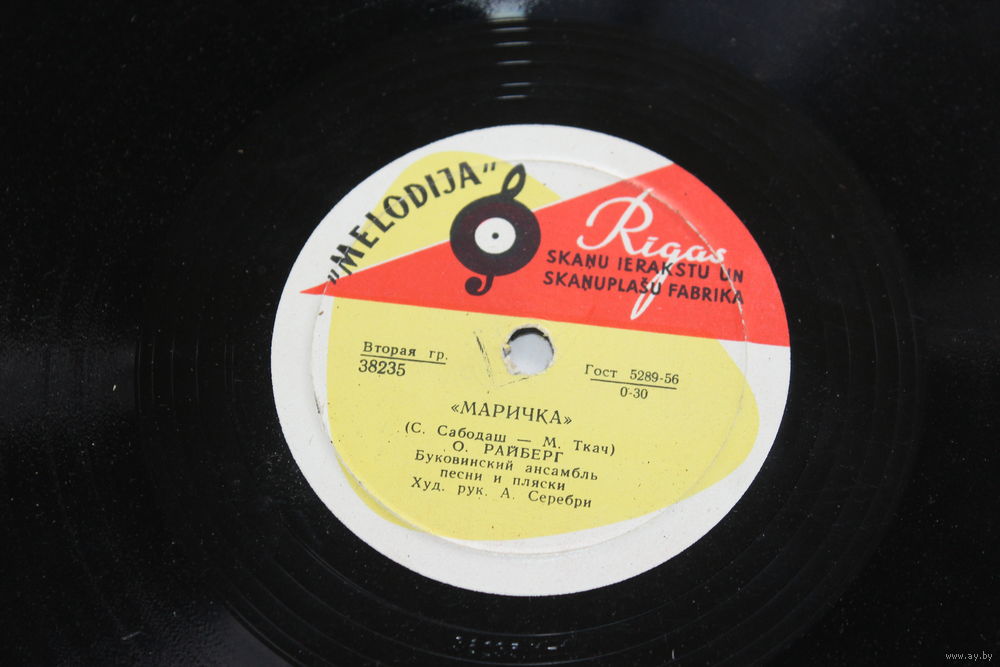 "MELODIJA"
Rigas
SKAŅU IERAKSTU UN
SKAŅUPLAŠU FABRIKA
Вторая гр.
38235
Гост 5289-56
0-30
«МАРИЧКА»
(С. Сабодаш — М. Ткач)
О. РАЙБЕРГ
Буковинский ансамбль
песни и пляски
Худ. рук. А. Серебри
www.ay.by